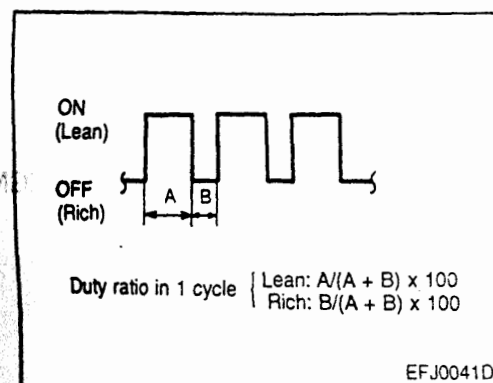 ON
(Lean)
OFF
(Rich)
A B
Duty ratio in 1 cycle { Lean: A/(A + B) x 100
Rich: B/(A + B) x 100
EFJ0041D